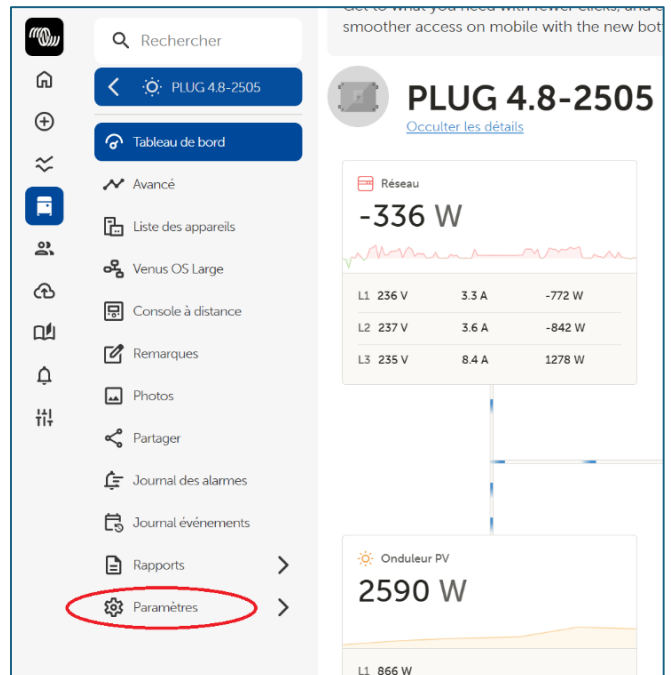 Rechercher
PLUG 4.8-2505
Tableau de bord
Avancé
Liste des appareils
Venus OS Large
Console à distance
Remarques
Photos
Partager
Journal des alarmes
Journal événements
Rapports
Paramètres
smoother access on mobile with the new bot
PLUG 4.8-2505
Occulter les détails
Réseau
-336 W
L1 236 V 3.3 A -772 W
L2 237 V 3.6 A -842 W
L3 235 V 8.4 A 1278 W
Onduleur PV
2590 W
L1 866 W